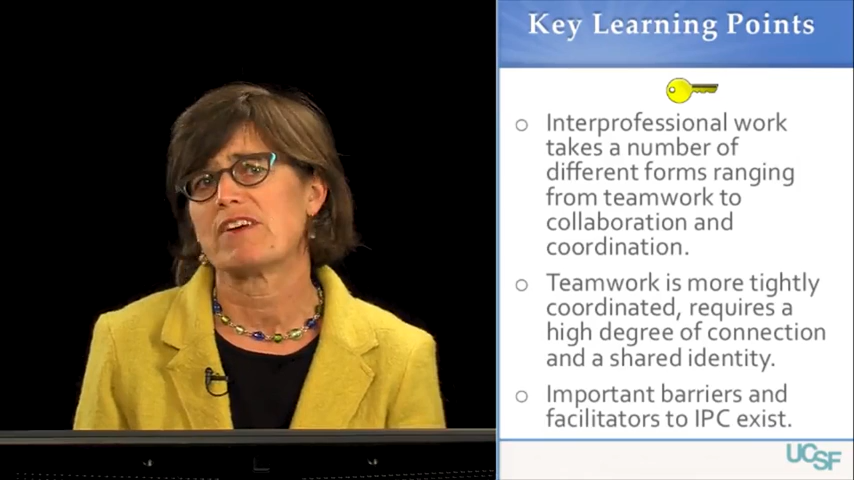 Key Learning Points
Interprofessional work
takes a number of
different forms ranging
from teamwork to
collaboration and
coordination.
Teamwork is more tightly
coordinated, requires a
high degree of connection
and a shared identity.
Important barriers and
facilitators to IPC exist.
UCSF